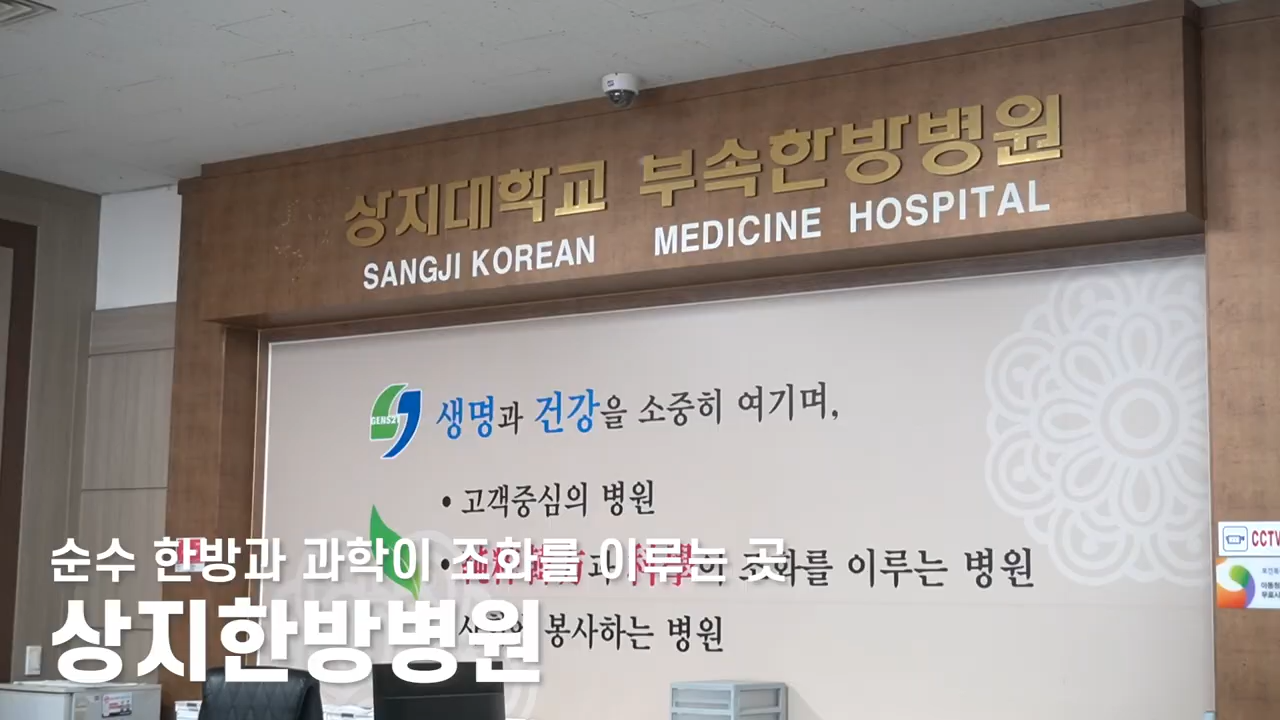 상지대학교 부속한방병원
SANGJI KOREAN MEDICINE HOSPITAL
GENS21
생명과 건강을 소중히 여기며,
• 고객중심의 병원
조화를 이루는 병원
봉사하는 병원
순수 한방과 과학이 조화를 이루는 곳
상지한방병원
CCTV